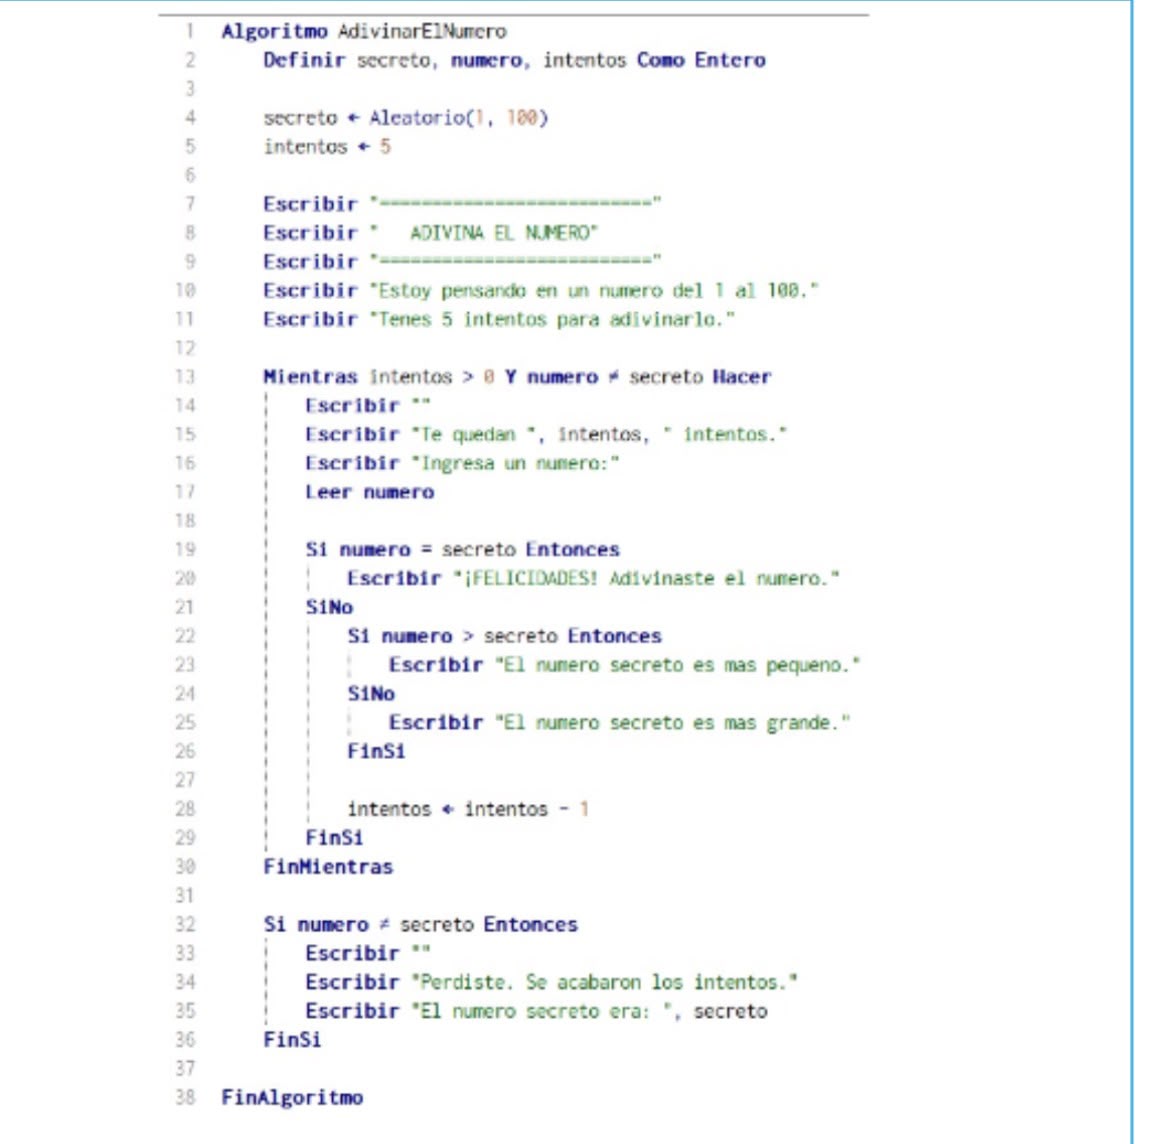 1 Algoritmo AdivinarElNumero
2 Definir secreto, numero, intentos Como Entero
3
4 secreto ← Aleatorio(1, 100)
5 intentos ← 5
6
7 Escribir "=========================="
8 Escribir "   ADIVINA EL NUMERO"
9 Escribir "=========================="
10 Escribir "Estoy pensando en un numero del 1 al 100."
11 Escribir "Tenes 5 intentos para adivinarlo."
12
13 Mientras intentos > 0 Y numero ≠ secreto Hacer
14 Escribir ""
15 Escribir "Te quedan ", intentos, " intentos."
16 Escribir "Ingresa un numero:"
17 Leer numero
18
19 Si numero = secreto Entonces
20 Escribir "¡FELICIDADES! Adivinaste el numero."
21 SiNo
22 Si numero > secreto Entonces
23 Escribir "El numero secreto es mas pequeno."
24 SiNo
25 Escribir "El numero secreto es mas grande."
26 FinSi
27
28 intentos ← intentos - 1
29 FinSi
30 FinMientras
31
32 Si numero ≠ secreto Entonces
33 Escribir ""
34 Escribir "Perdiste. Se acabaron los intentos."
35 Escribir "El numero secreto era: ", secreto
36 FinSi
37
38 FinAlgoritmo